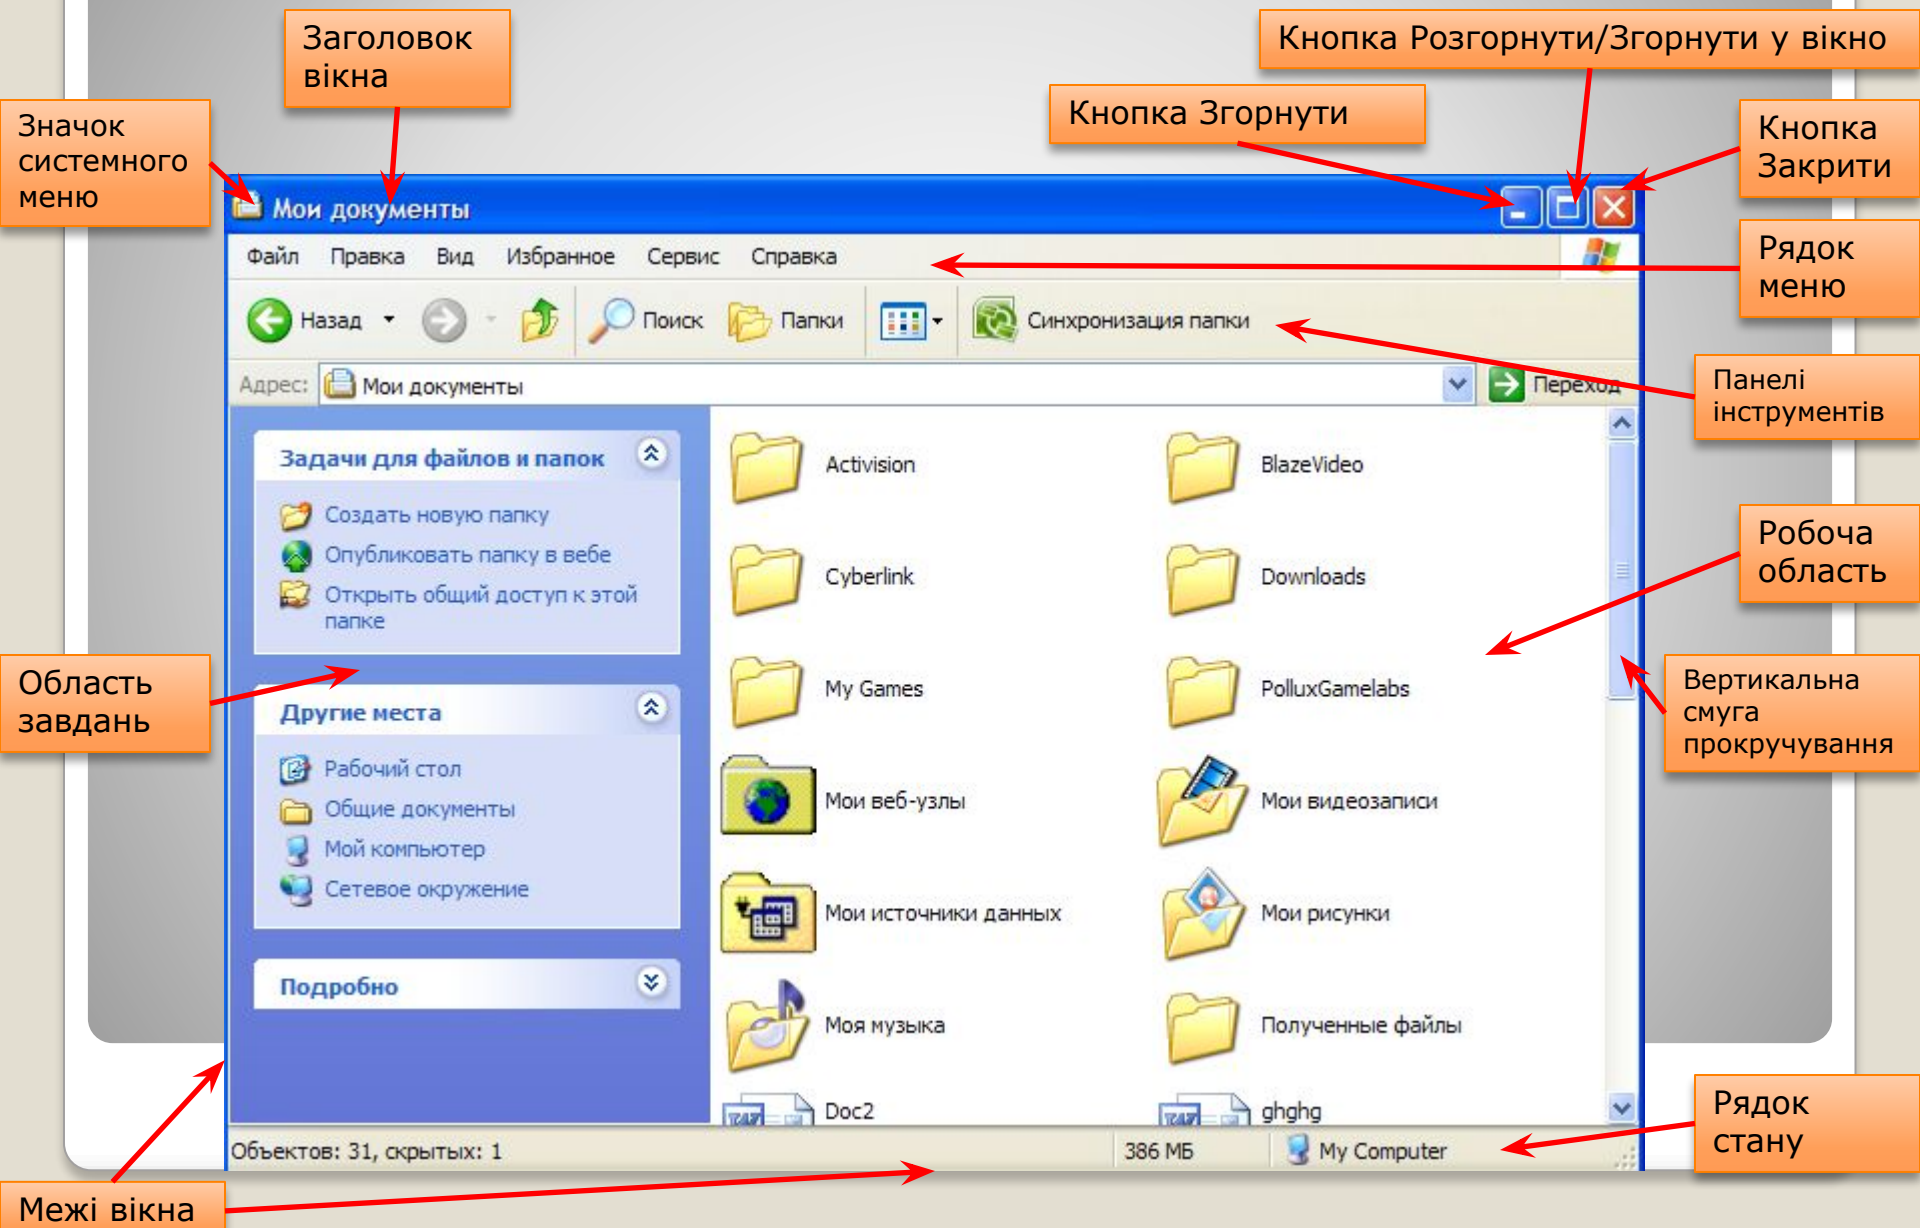 Заголовок
вікна
Кнопка Розгорнути/Згорнути у вікно
Кнопка Згорнути
Значок
системного
меню
Кнопка
Закрити
Мои документы
Файл Правка Вид Избранное Сервис Справка
Рядок
меню
Назад Поиск Папки Синхронизация папки
Панелі
інструментів
Адрес: Мои документы Переход
Задачи для файлов и папок
Создать новую папку
Опубликовать папку в вебе
Открыть общий доступ к этой
папке
Область
завдань
Другие места
Рабочий стол
Общие документы
Мой компьютер
Сетевое окружение
Подробно
Activision BlazeVideo
Cyberlink Downloads
My Games PolluxGamelabs
Мои веб-узлы Мои видеозаписи
Мои источники данных Мои рисунки
Моя музыка Полученные файлы
Doc2 ghghg
Робоча
область
Вертикальна
смуга
прокручування
Рядок
стану
Объектов: 31, скрытых: 1 386 МБ My Computer
Межі вікна